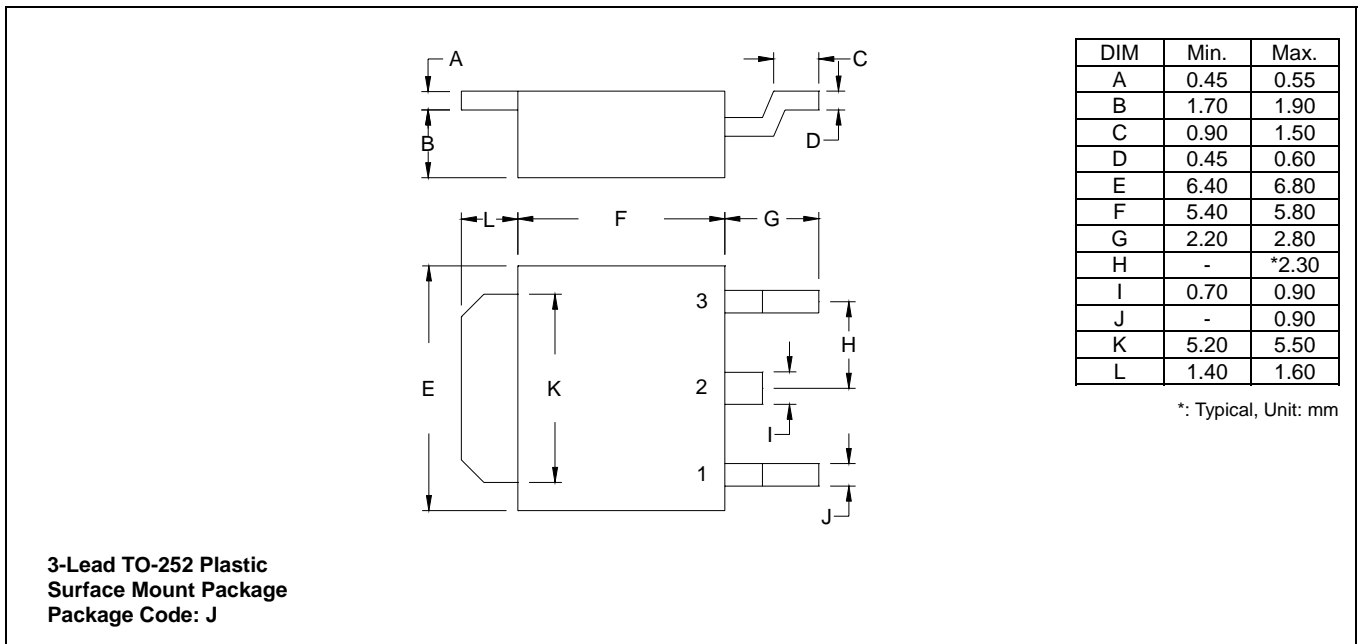 A
C
B
D
L
F
G
3
H
E
K
2
I
1
J
DIM Min. Max.
A 0.45 0.55
B 1.70 1.90
C 0.90 1.50
D 0.45 0.60
E 6.40 6.80
F 5.40 5.80
G 2.20 2.80
H - *2.30
I 0.70 0.90
J - 0.90
K 5.20 5.50
L 1.40 1.60
*: Typical, Unit: mm
3-Lead TO-252 Plastic
Surface Mount Package
Package Code: J